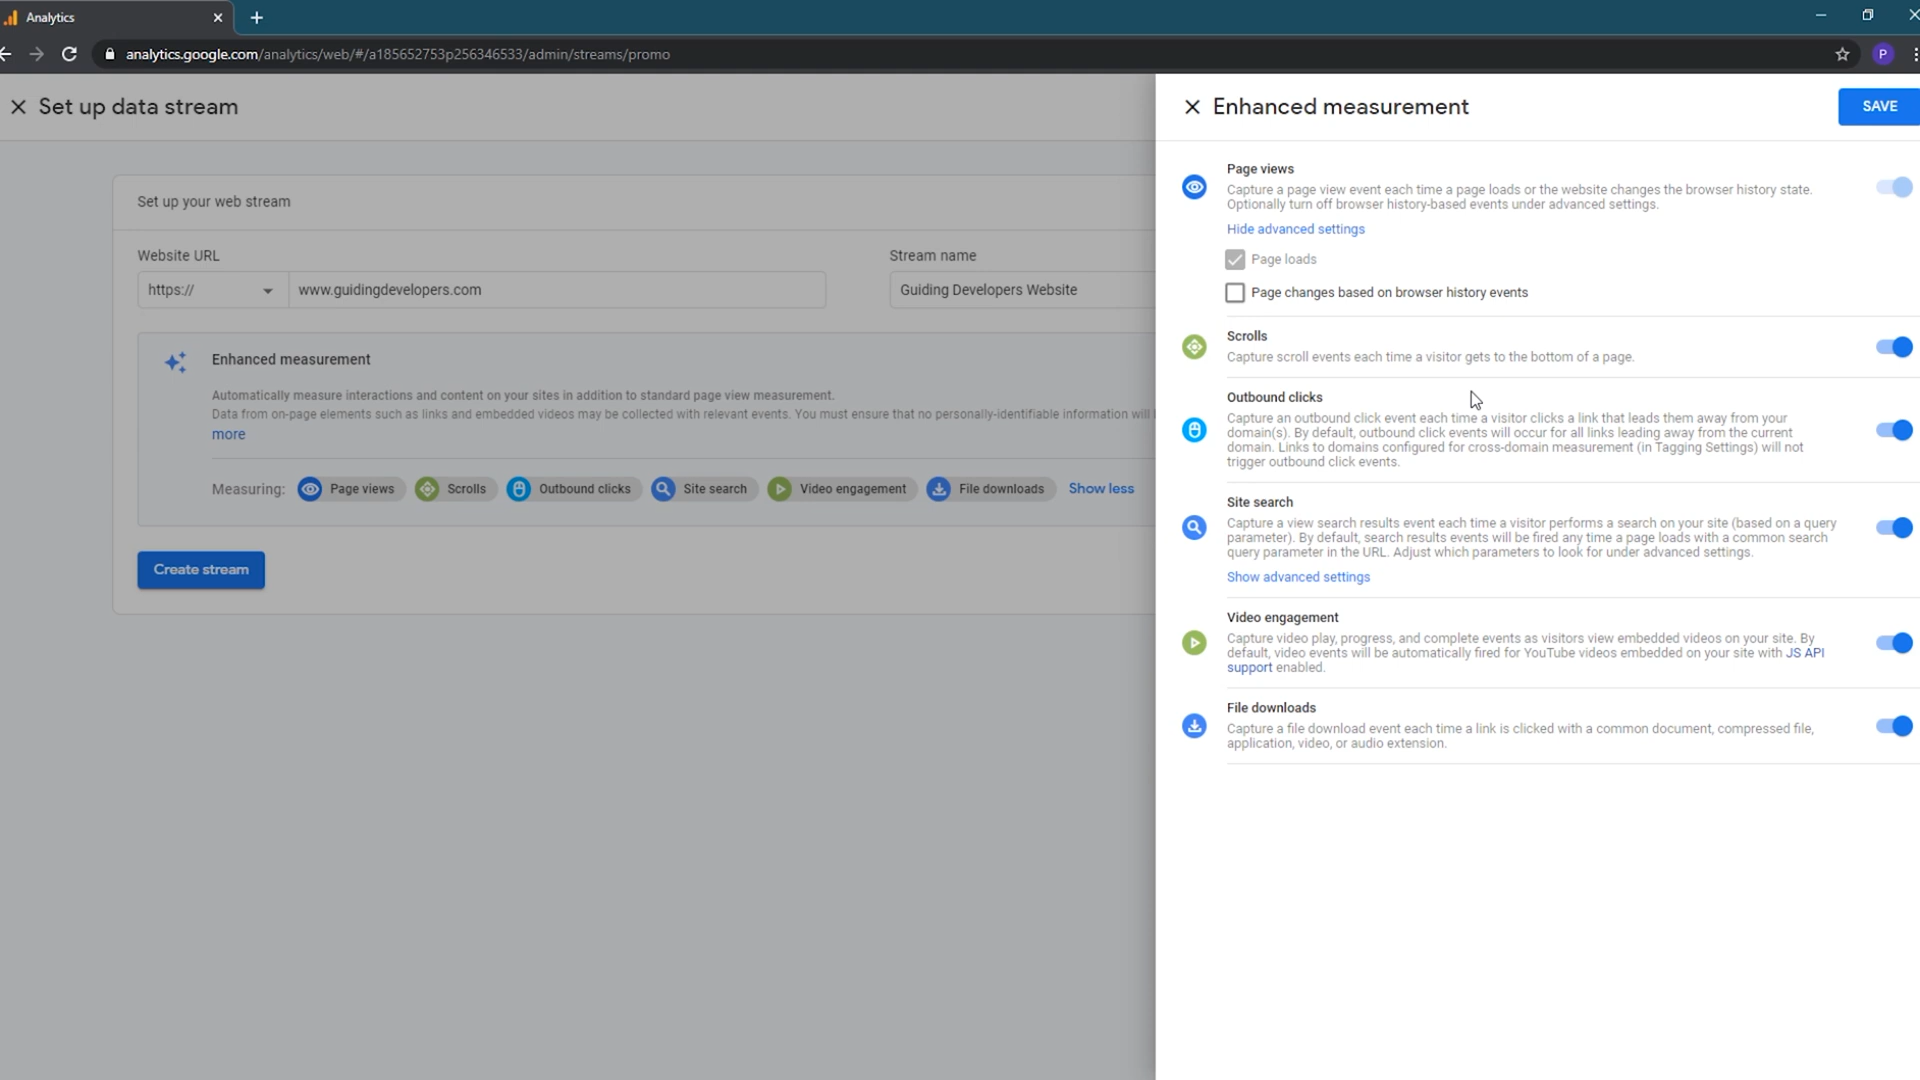 Analytics
analytics.google.com/analytics/web/#/a185652753p256346533/admin/streams/promo
P
Set up data stream
Set up your web stream
Website URL
https://
www.guidingdevelopers.com
Stream name
Guiding Developers Website
Enhanced measurement
Automatically measure interactions and content on your sites in addition to standard page view measurement.
Data from on-page elements such as links and embedded videos may be collected with relevant events. You must ensure that no personally-identifiable information will
more
Measuring: Page views Scrolls Outbound clicks Site search Video engagement File downloads Show less
Create stream
Enhanced measurement
SAVE
Page views
Capture a page view event each time a page loads or the website changes the browser history state.
Optionally turn off browser history-based events under advanced settings.
Hide advanced settings
Page loads
Page changes based on browser history events
Scrolls
Capture scroll events each time a visitor gets to the bottom of a page.
Outbound clicks
Capture an outbound click event each time a visitor clicks a link that leads them away from your
domain(s). By default, outbound click events will occur for all links leading away from the current
domain. Links to domains configured for cross-domain measurement (in Tagging Settings) will not
trigger outbound click events.
Site search
Capture a view search results event each time a visitor performs a search on your site (based on a query
parameter). By default, search results events will be fired any time a page loads with a common search
query parameter in the URL. Adjust which parameters to look for under advanced settings.
Show advanced settings
Video engagement
Capture video play, progress, and complete events as visitors view embedded videos on your site. By
default, video events will be automatically fired for YouTube videos embedded on your site with JS API
support enabled.
File downloads
Capture a file download event each time a link is clicked with a common document, compressed file,
application, video, or audio extension.